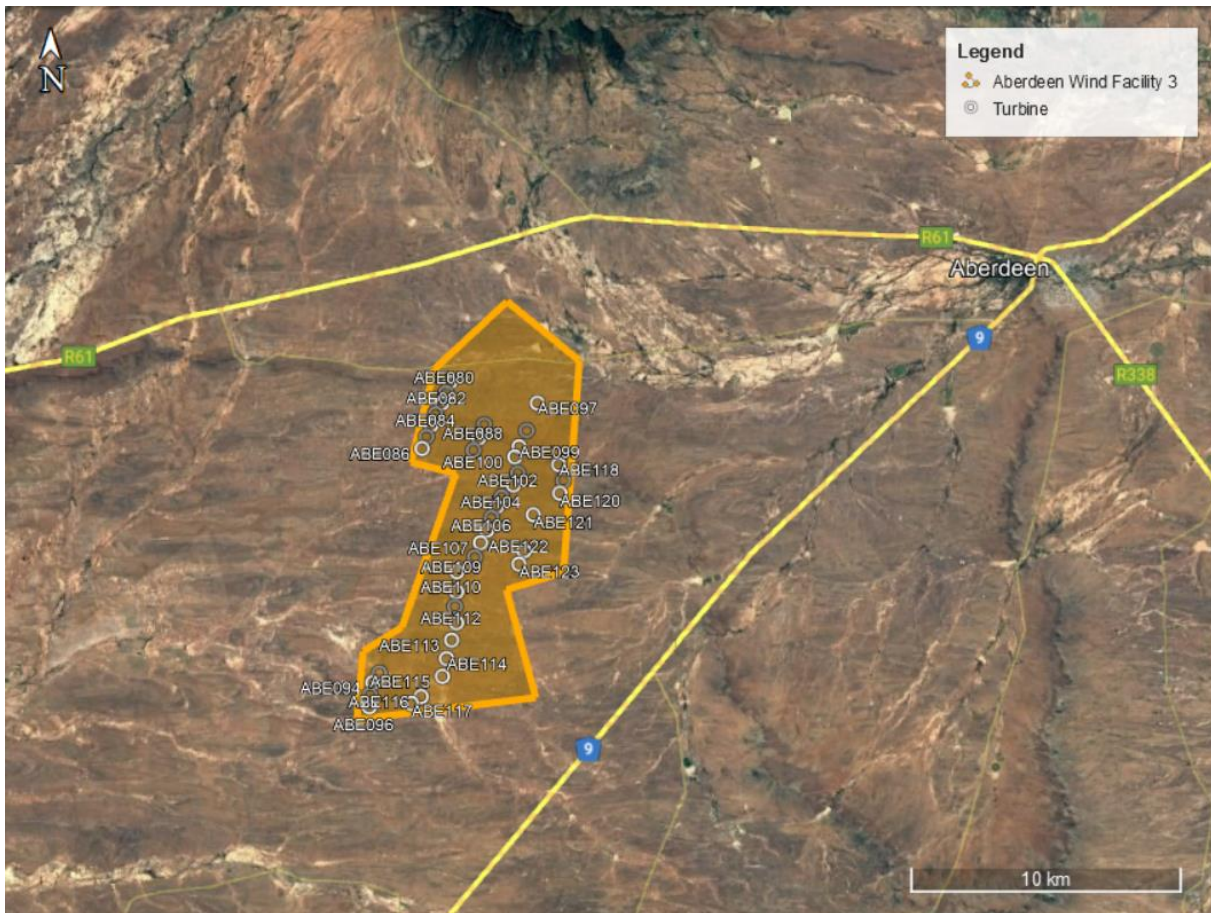 N
Legend
Aberdeen Wind Facility 3
Turbine
R61
Aberdeen
9
R61
R338
ABE080
ABE082
ABE097
ABE084
ABE088
ABE086
ABE099
ABE100
ABE118
ABE102
ABE120
ABE104
ABE121
ABE106
ABE107
ABE122
ABE109
ABE123
ABE110
ABE112
ABE113
ABE114
ABE094
ABE115
ABE116
ABE117
ABE096
9
10 km